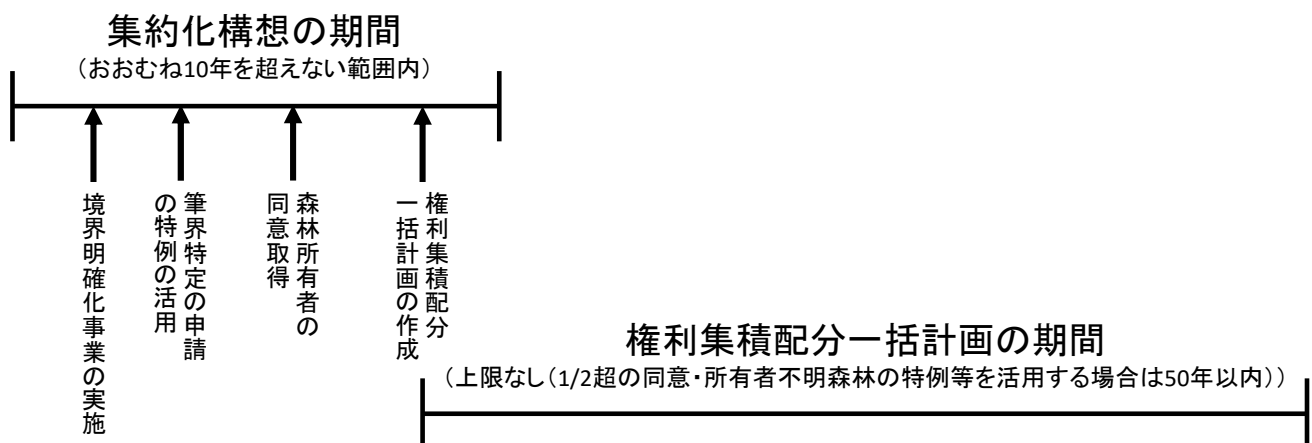 集約化構想の期間
（おおむね10年を超えない範囲内）
境界明確化事業の実施
筆界特定の申請
の特例の活用
森林所有者の
同意取得
権利集積配分
一括計画の作成
権利集積配分一括計画の期間
（上限なし（1/2超の同意・所有者不明森林の特例等を活用する場合は50年以内））